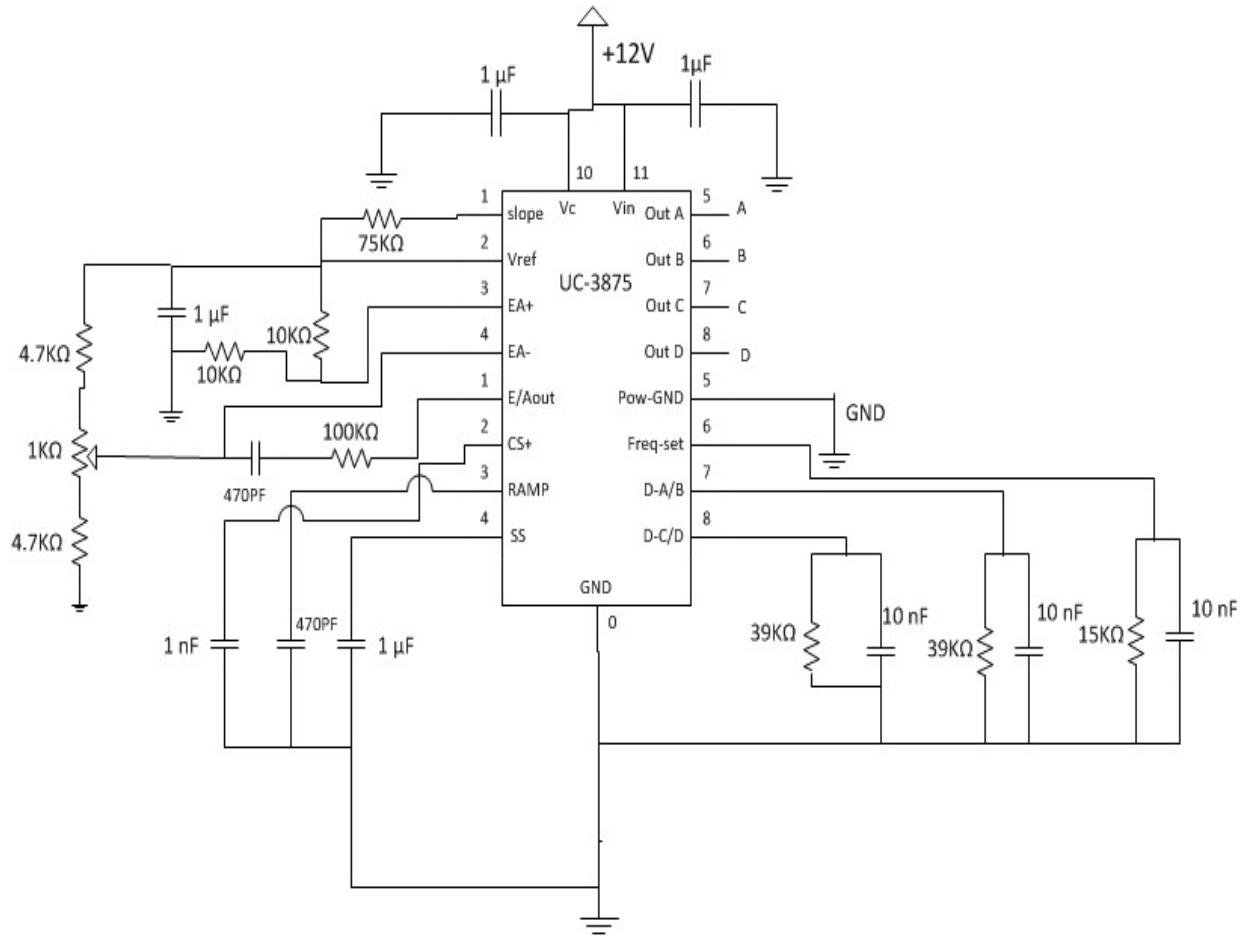 +12V
1 µF
1µF
10
11
1
5
slope
Vc
Vin
Out A
A
75KΩ
2
6
Vref
Out B
B
UC-3875
3
7
1 µF
EA+
Out C
C
10KΩ
4.7KΩ
4
8
10KΩ
EA-
Out D
D
1
5
E/Aout
Pow-GND
GND
100KΩ
2
6
1KΩ
CS+
Freq-set
470PF
3
7
RAMP
D-A/B
4.7KΩ
4
8
SS
D-C/D
GND
0
1 nF
470PF
1 µF
39KΩ
10 nF
39KΩ
10 nF
15KΩ
10 nF